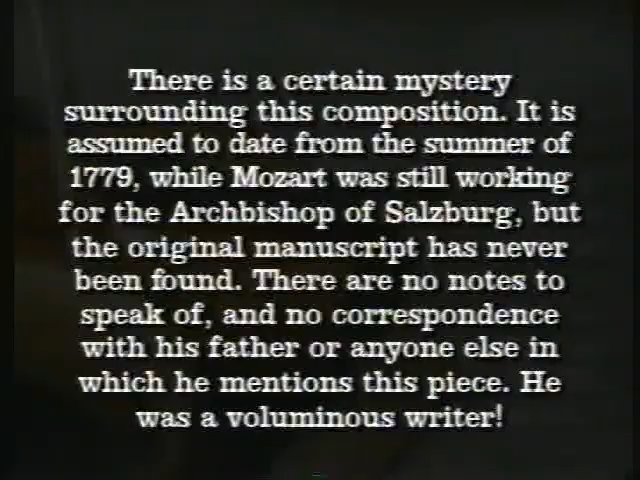 There is a certain mystery
surrounding this composition. It is
assumed to date from the summer of
1779, while Mozart was still working
for the Archbishop of Salzburg, but
the original manuscript has never
been found. There are no notes to
speak of, and no correspondence
with his father or anyone else in
which he mentions this piece. He
was a voluminous writer!